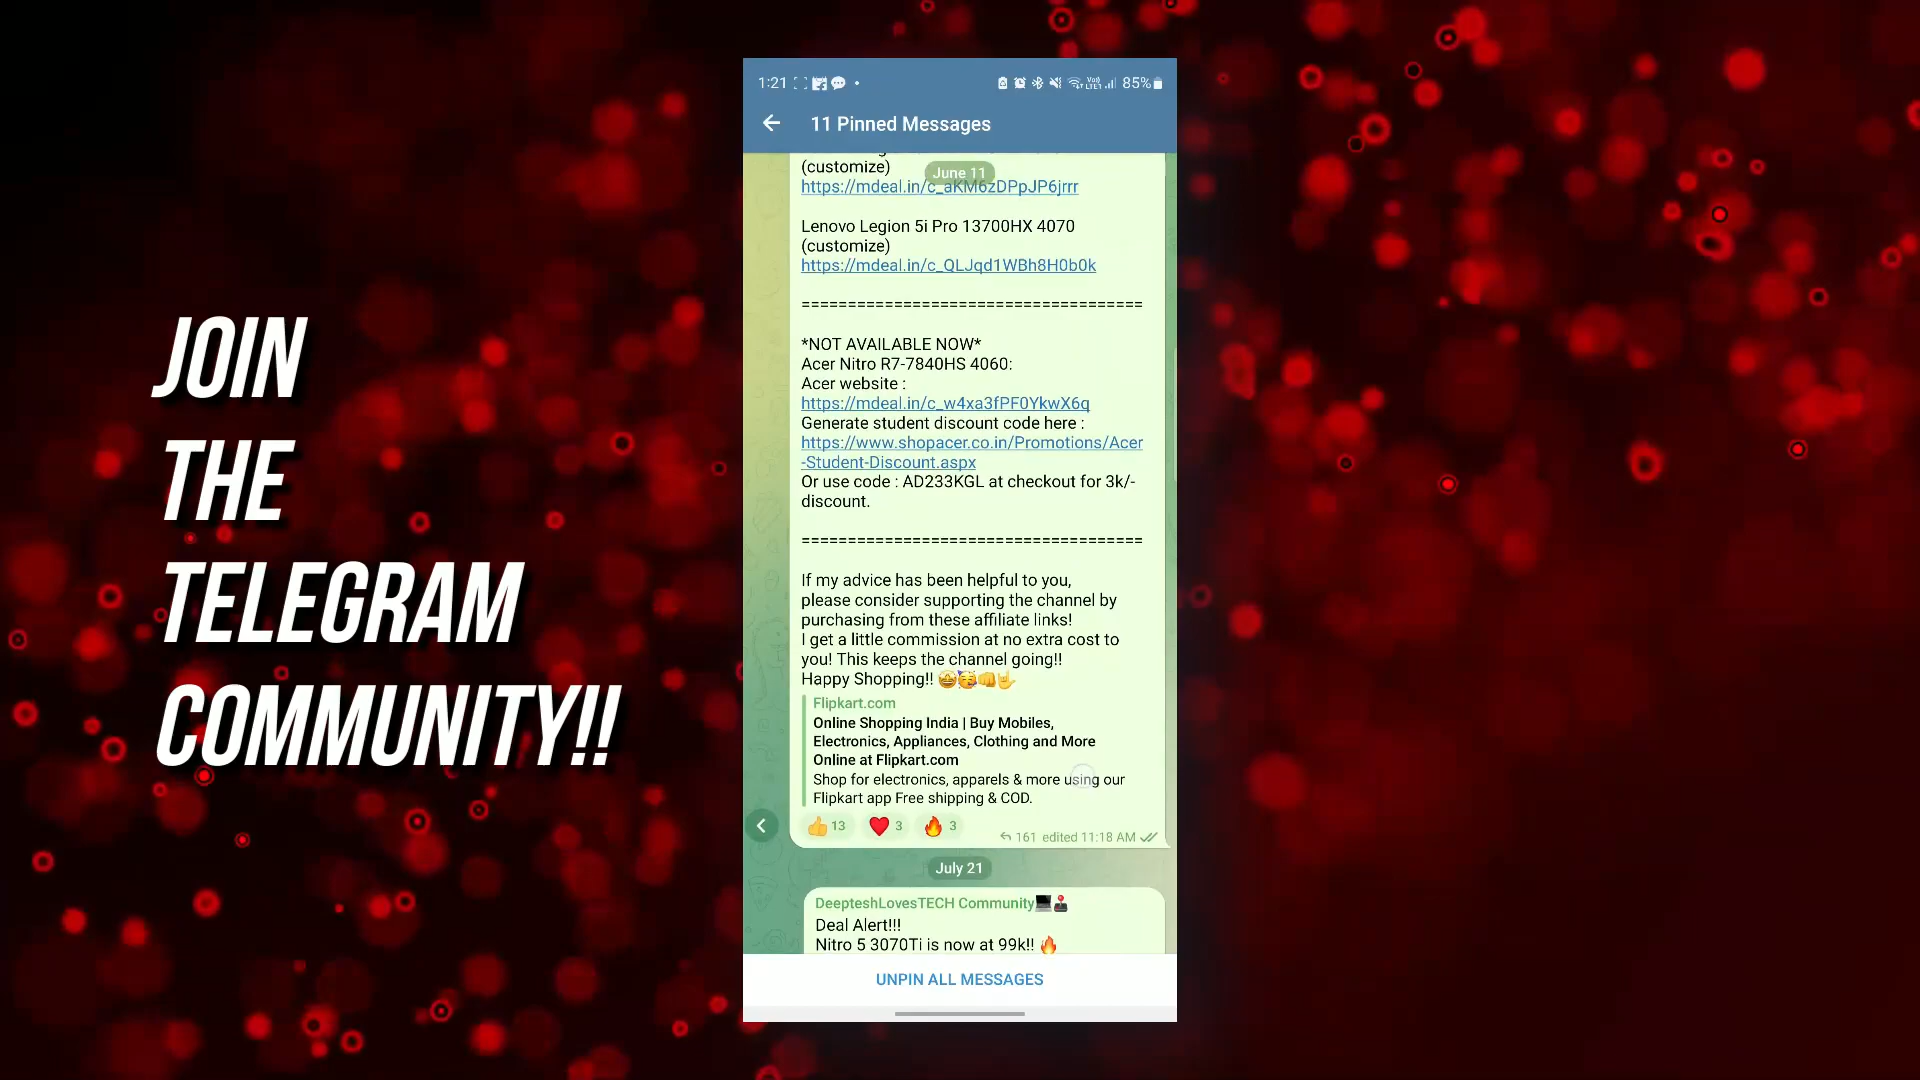 JOIN
THE
TELEGRAM
COMMUNITY!!
1:21
85%
11 Pinned Messages
(customize)
June 11
https://mdeal.in/c_aKM6zDPpJP6jrrr
Lenovo Legion 5i Pro 13700HX 4070
(customize)
https://mdeal.in/c_QLJqd1WBh8H0b0k
=====================================
*NOT AVAILABLE NOW*
Acer Nitro R7-7840HS 4060:
Acer website :
https://mdeal.in/c_w4xa3fPF0YkwX6q
Generate student discount code here :
https://www.shopacer.co.in/Promotions/Acer
-Student-Discount.aspx
Or use code : AD233KGL at checkout for 3k/-
discount.
=====================================
If my advice has been helpful to you,
please consider supporting the channel by
purchasing from these affiliate links!
I get a little commission at no extra cost to
you! This keeps the channel going!!
Happy Shopping!! 🤩🥳👊🤟
Flipkart.com
Online Shopping India | Buy Mobiles,
Electronics, Appliances, Clothing and More
Online at Flipkart.com
Shop for electronics, apparels & more using our
Flipkart app Free shipping & COD.
👍 13 ❤️ 3 🔥 3
161 edited 11:18 AM
July 21
DeepteshLovesTECH Community💻🕹️
Deal Alert!!!
Nitro 5 3070Ti is now at 99k!! 🔥
UNPIN ALL MESSAGES